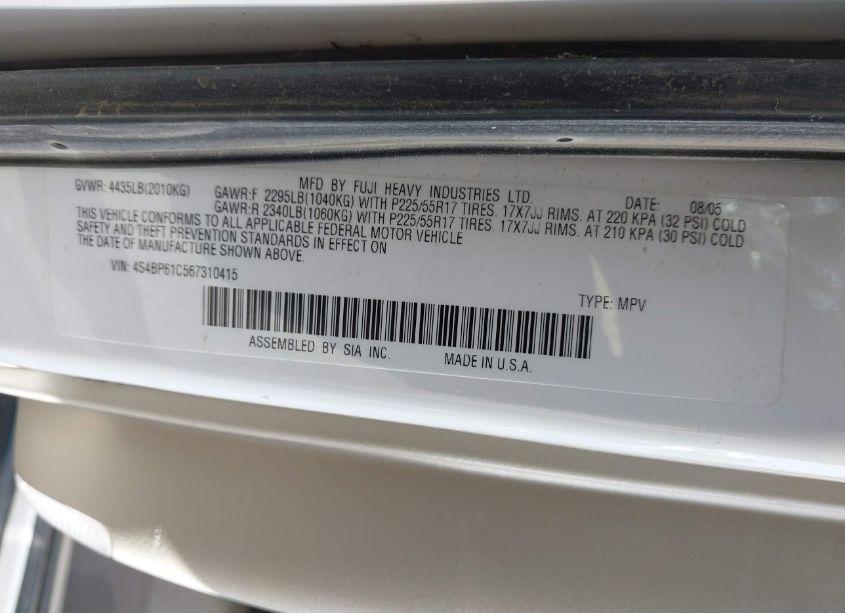 MFD BY FUJI HEAVY INDUSTRIES LTD. DATE: 08/05
GVWR: 4435LB(2010KG) GAWR:F 2295LB(1040KG) WITH P225/55R17 TIRES. 17X7JJ RIMS. AT 220 KPA (32 PSI) COLD
GAWR:R 2340LB(1060KG) WITH P225/55R17 TIRES. 17X7JJ RIMS. AT 210 KPA (30 PSI) COLD
THIS VEHICLE CONFORMS TO ALL APPLICABLE FEDERAL MOTOR VEHICLE
SAFETY AND THEFT PREVENTION STANDARDS IN EFFECT ON
THE DATE OF MANUFACTURE SHOWN ABOVE.
VIN: 4S4BP61C567310415 TYPE: MPV
ASSEMBLED BY SIA INC. MADE IN U.S.A.